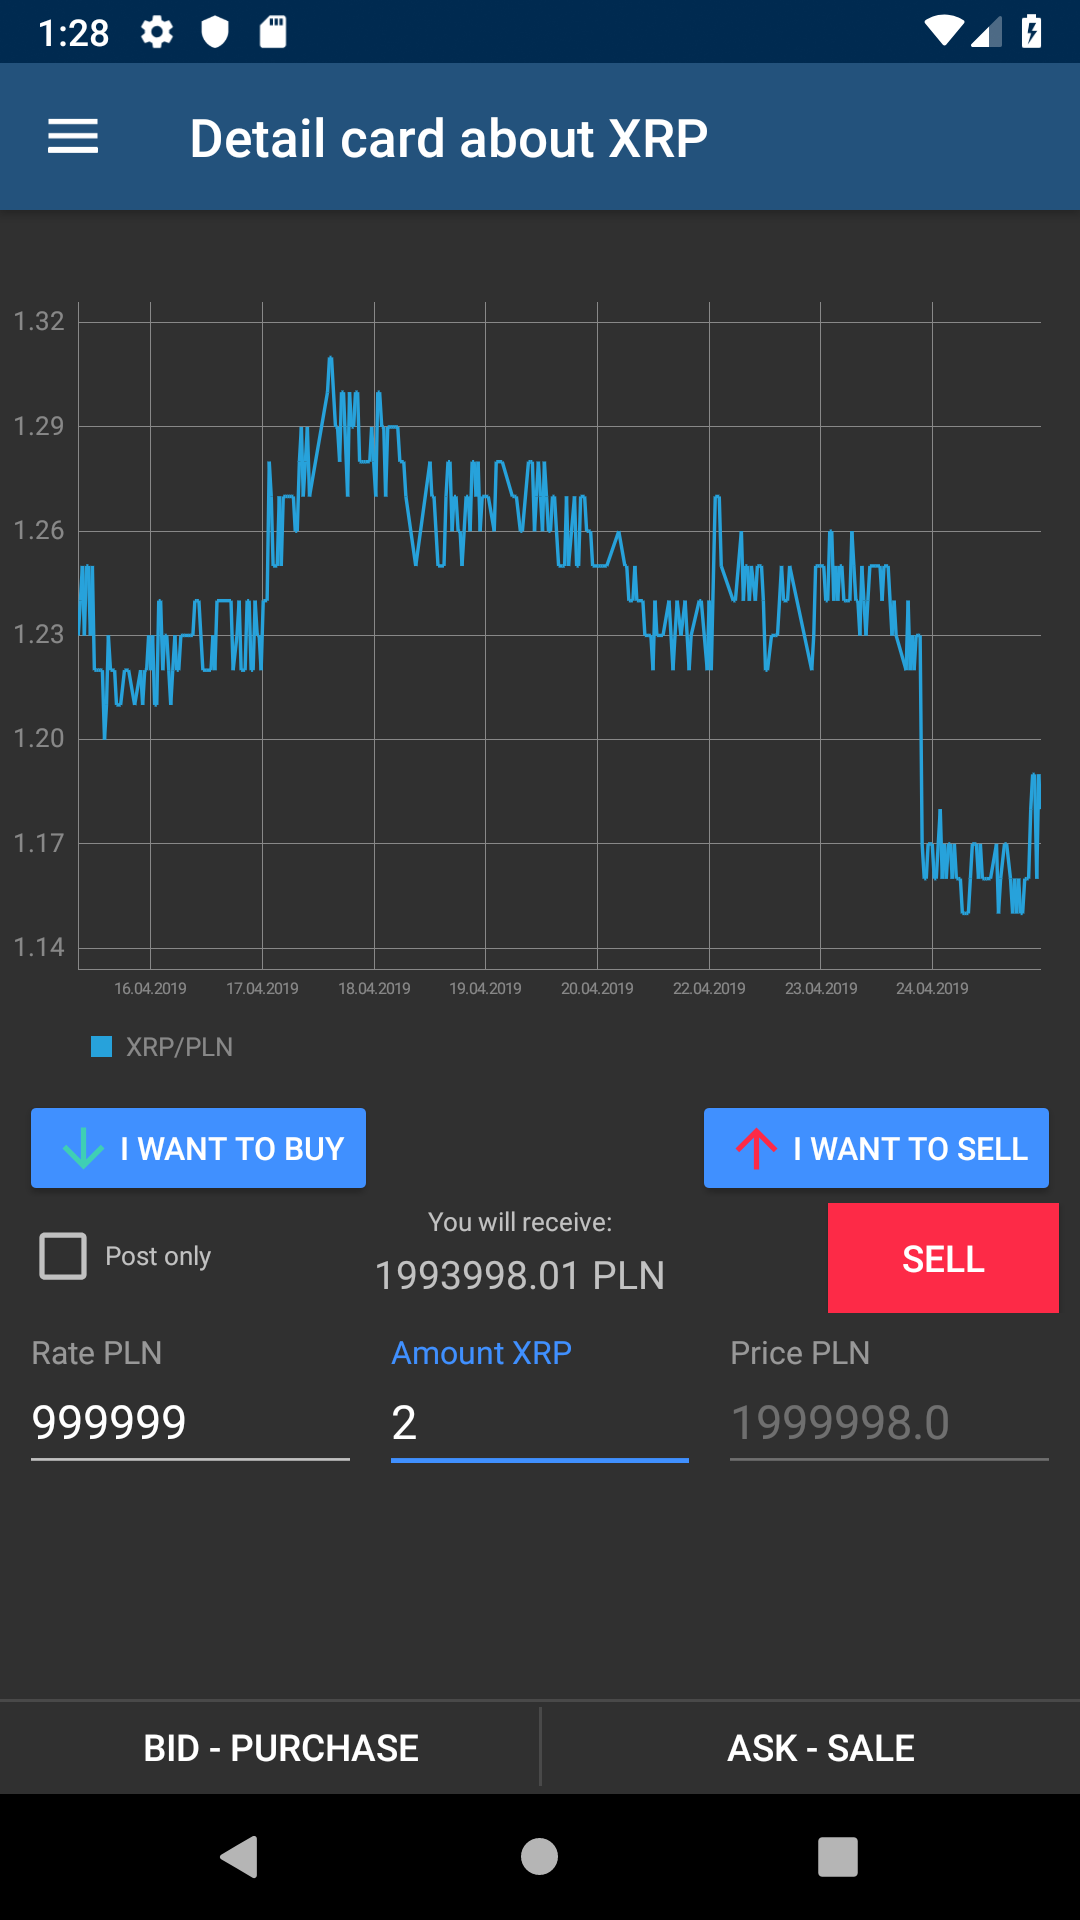 1:28
Detail card about XRP
1.32
1.29
1.26
1.23
1.20
1.17
1.14
16.04.2019 17.04.2019 18.04.2019 19.04.2019 20.04.2019 22.04.2019 23.04.2019 24.04.2019
XRP/PLN
I WANT TO BUY I WANT TO SELL
You will receive:
Post only 1993998.01 PLN SELL
Rate PLN Amount XRP Price PLN
999999 2 1999998.0
BID - PURCHASE ASK - SALE